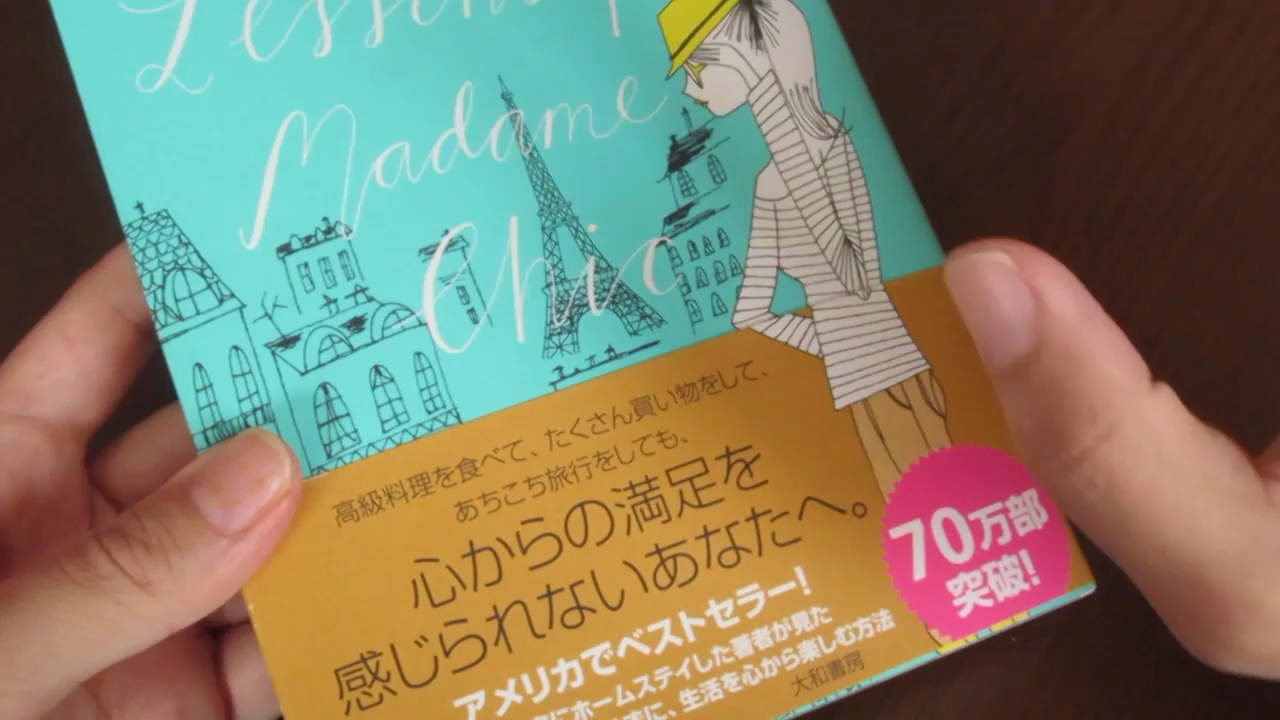 Lessons
Madame
Chic
高級料理を食べて、たくさん買い物をして、
あちこち旅行をしても、
心からの満足を
感じられないあなたへ。
アメリカでベストセラー!
にホームステイした著者が見た
に、生活を心から楽しむ方法
大和書房
70万部
突破!